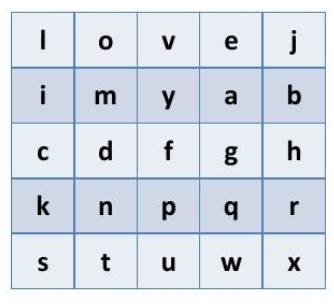 l o v e j
i m y a b
c d f g h
k n p q r
s t u w x